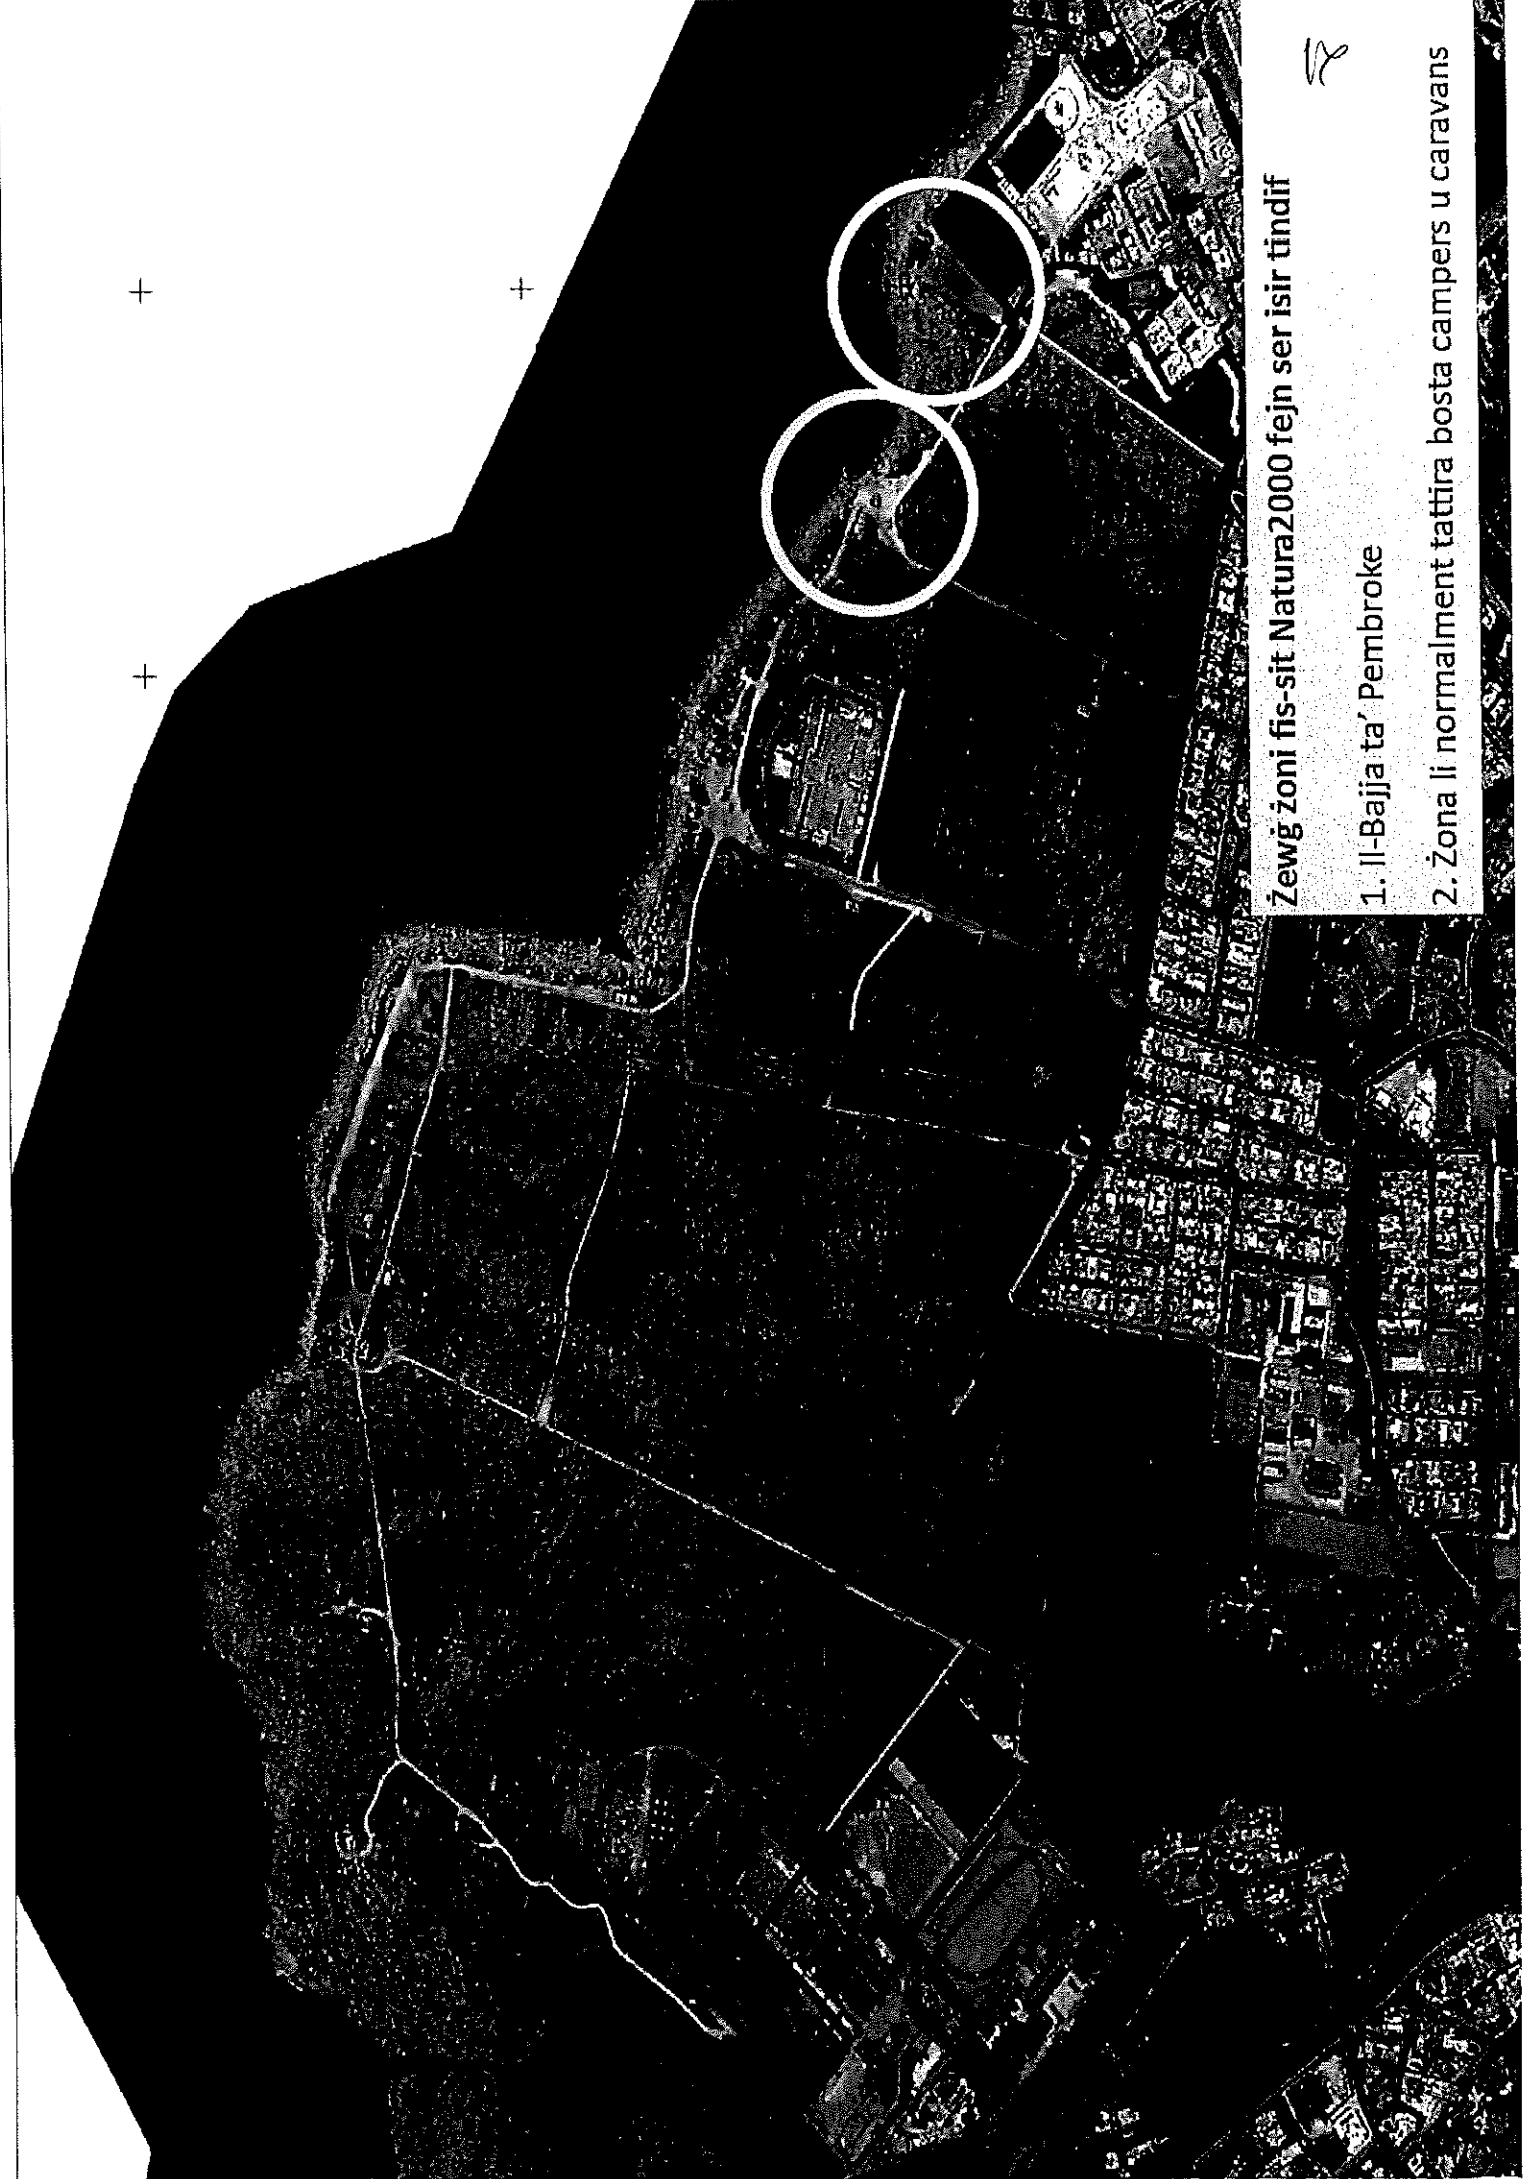 Żewġ żoni fis-sit Natura2000 fejn ser isir tindif
1. Il-Bajja ta’ Pembroke
2. Żona li normalment tattira bosta campers u caravans